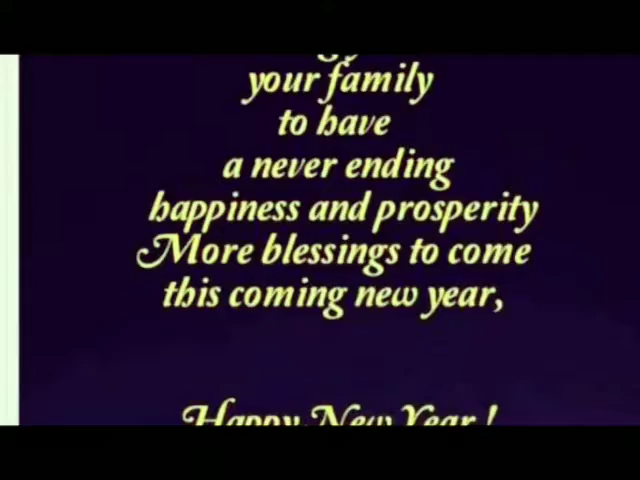 your family
to have
a never ending
happiness and prosperity
More blessings to come
this coming new year,
Happy New Year !